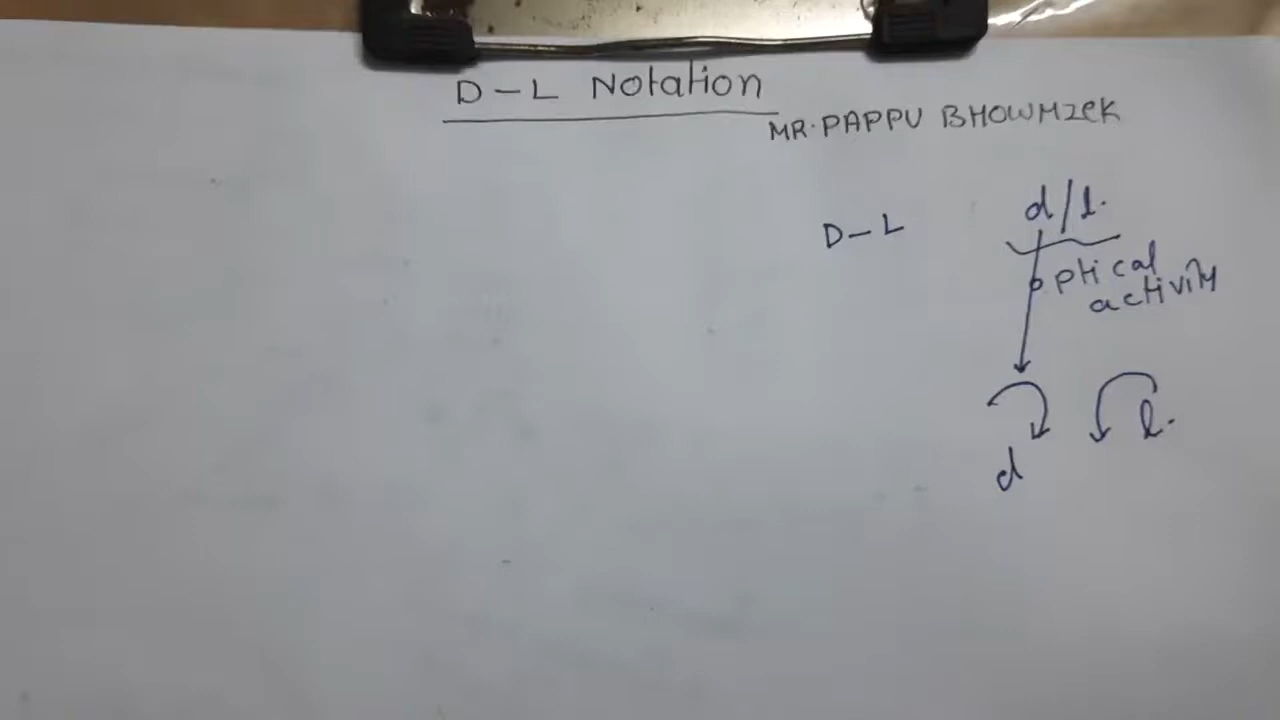 D-L Notation
MR. PAPPU BHOWMICK
D-L
d/l.
optical
activity
d
l.